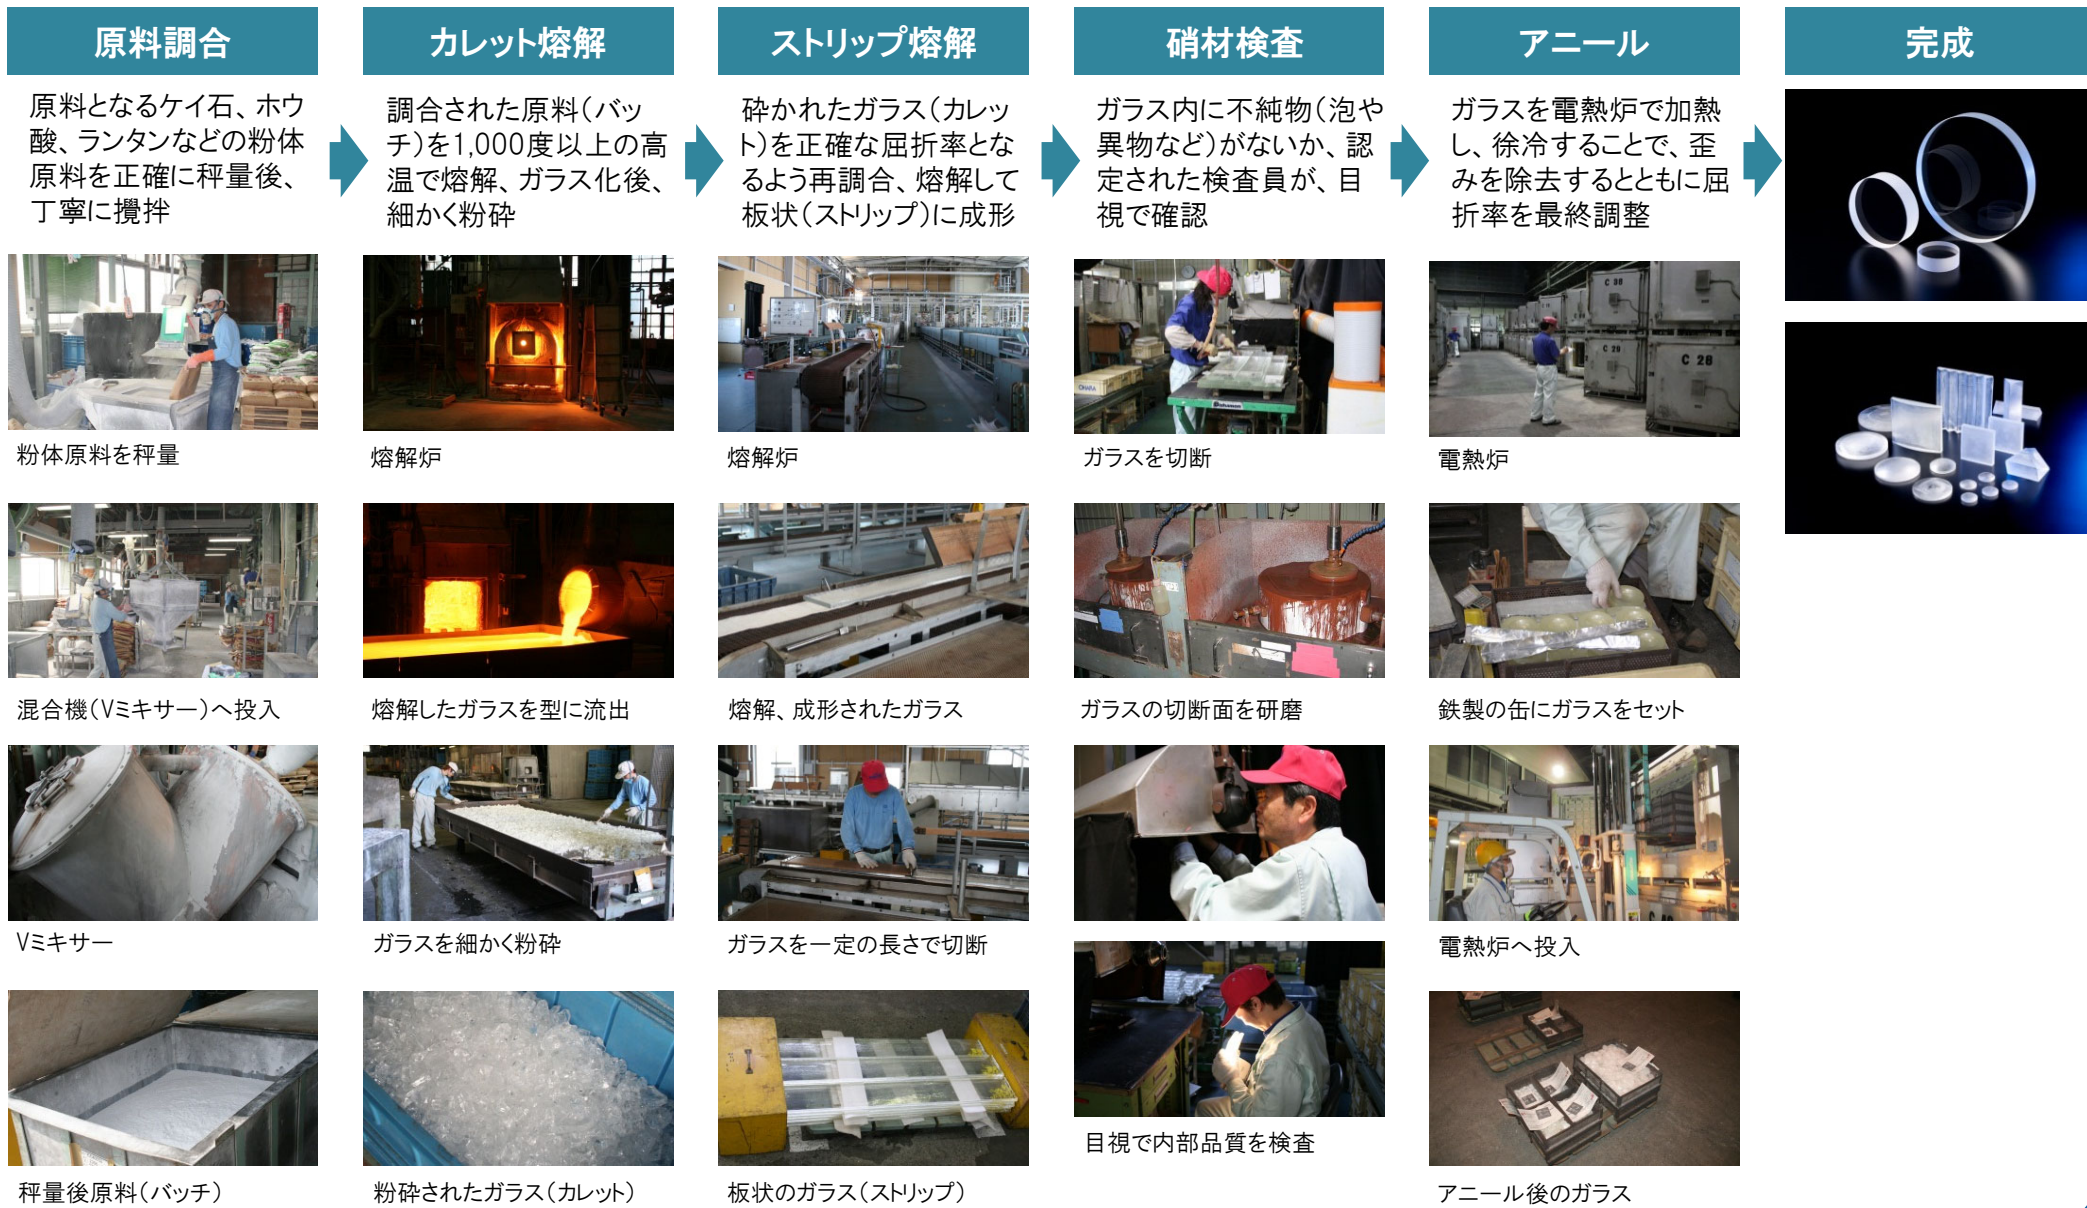 原料調合
原料となるケイ石、ホウ
酸、ランタンなどの粉体
原料を正確に秤量後、
丁寧に攪拌
粉体原料を秤量
混合機（Vミキサー）へ投入
Vミキサー
秤量後原料（バッチ）
カレット熔解
調合された原料（バッ
チ）を1,000度以上の高
温で熔解、ガラス化後、
細かく粉砕
熔解炉
熔解したガラスを型に流出
ガラスを細かく粉砕
粉砕されたガラス（カレット）
ストリップ熔解
砕かれたガラス（カレッ
ト）を正確な屈折率とな
るよう再調合、熔解して
板状（ストリップ）に成形
熔解炉
熔解、成形されたガラス
ガラスを一定の長さで切断
板状のガラス（ストリップ）
硝材検査
ガラス内に不純物（泡や
異物など）がないか、認
定された検査員が、目
視で確認
OHARA
ガラスを切断
ガラスの切断面を研磨
目視で内部品質を検査
アニール
ガラスを電熱炉で加熱
し、徐冷することで、歪
みを除去するとともに屈
折率を最終調整
C 29
C 28
電熱炉
鉄製の缶にガラスをセット
電熱炉へ投入
アニール後のガラス
完成